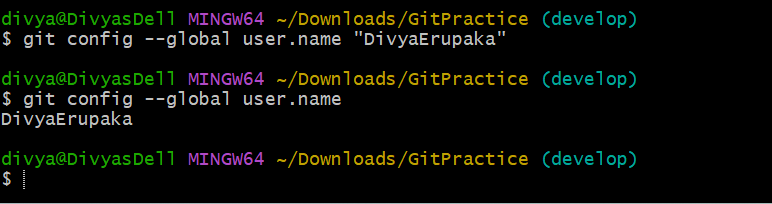 divya@DivyasDell MINGW64 ~/Downloads/GitPractice (develop)
$ git config --global user.name "DivyaErupaka"
divya@DivyasDell MINGW64 ~/Downloads/GitPractice (develop)
$ git config --global user.name
DivyaErupaka
divya@DivyasDell MINGW64 ~/Downloads/GitPractice (develop)
$